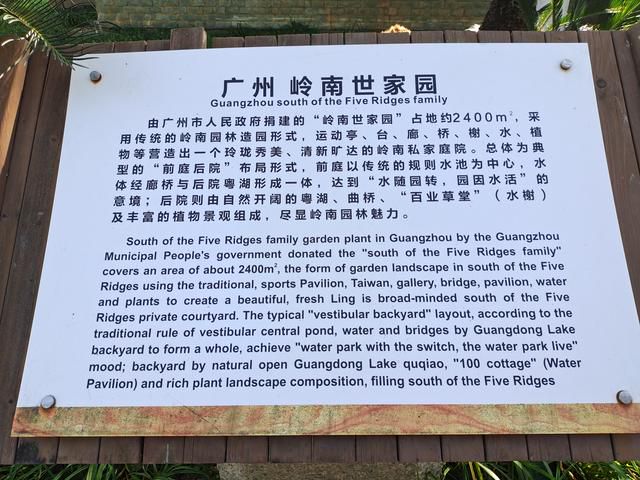 广州 岭南世家园
Guangzhou south of the Five Ridges family
由广州市人民政府捐建的“岭南世家园”占地约2400m²，采
用传统的岭南园林造园形式，运动亭、台、廊、桥、榭、水、植
物等营造出一个玲珑秀美、清新旷达的岭南私家庭院。总体为典
型的“前庭后院”布局形式，前庭以传统的规则水池为中心，水
体经廊桥与后院粤湖形成一体，达到“水随园转，园因水活”的
意境；后院则由自然开阔的粤湖、曲桥、“百业草堂”（水榭）
及丰富的植物景观组成，尽显岭南园林魅力。
South of the Five Ridges family garden plant in Guangzhou by the Guangzhou
Municipal People's government donated the "south of the Five Ridges family"
covers an area of about 2400m², the form of garden landscape in south of the Five
Ridges using the traditional, sports Pavilion, Taiwan, gallery, bridge, pavilion, water
and plants to create a beautiful, fresh Ling is broad-minded south of the Five
Ridges private courtyard. The typical "vestibular backyard" layout, according to the
traditional rule of vestibular central pond, water and bridges by Guangdong Lake
backyard to form a whole, achieve "water park with the switch, the water park live"
mood; backyard by natural open Guangdong Lake quqiao, "100 cottage" (Water
Pavilion) and rich plant landscape composition, filling south of the Five Ridges